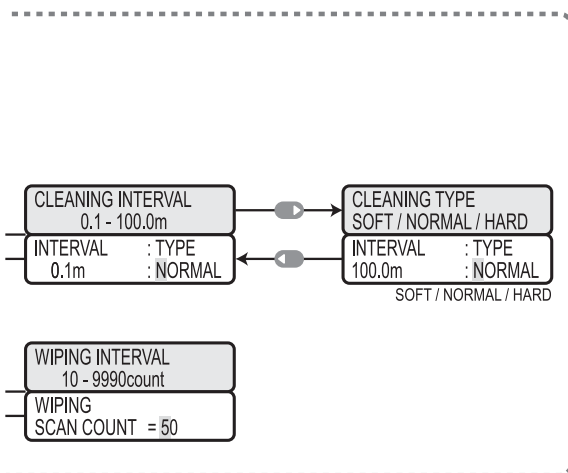 CLEANING INTERVAL
0.1 - 100.0m
INTERVAL : TYPE
0.1m : NORMAL
CLEANING TYPE
SOFT / NORMAL / HARD
INTERVAL : TYPE
100.0m : NORMAL
SOFT / NORMAL / HARD
WIPING INTERVAL
10 - 9990count
WIPING
SCAN COUNT = 50